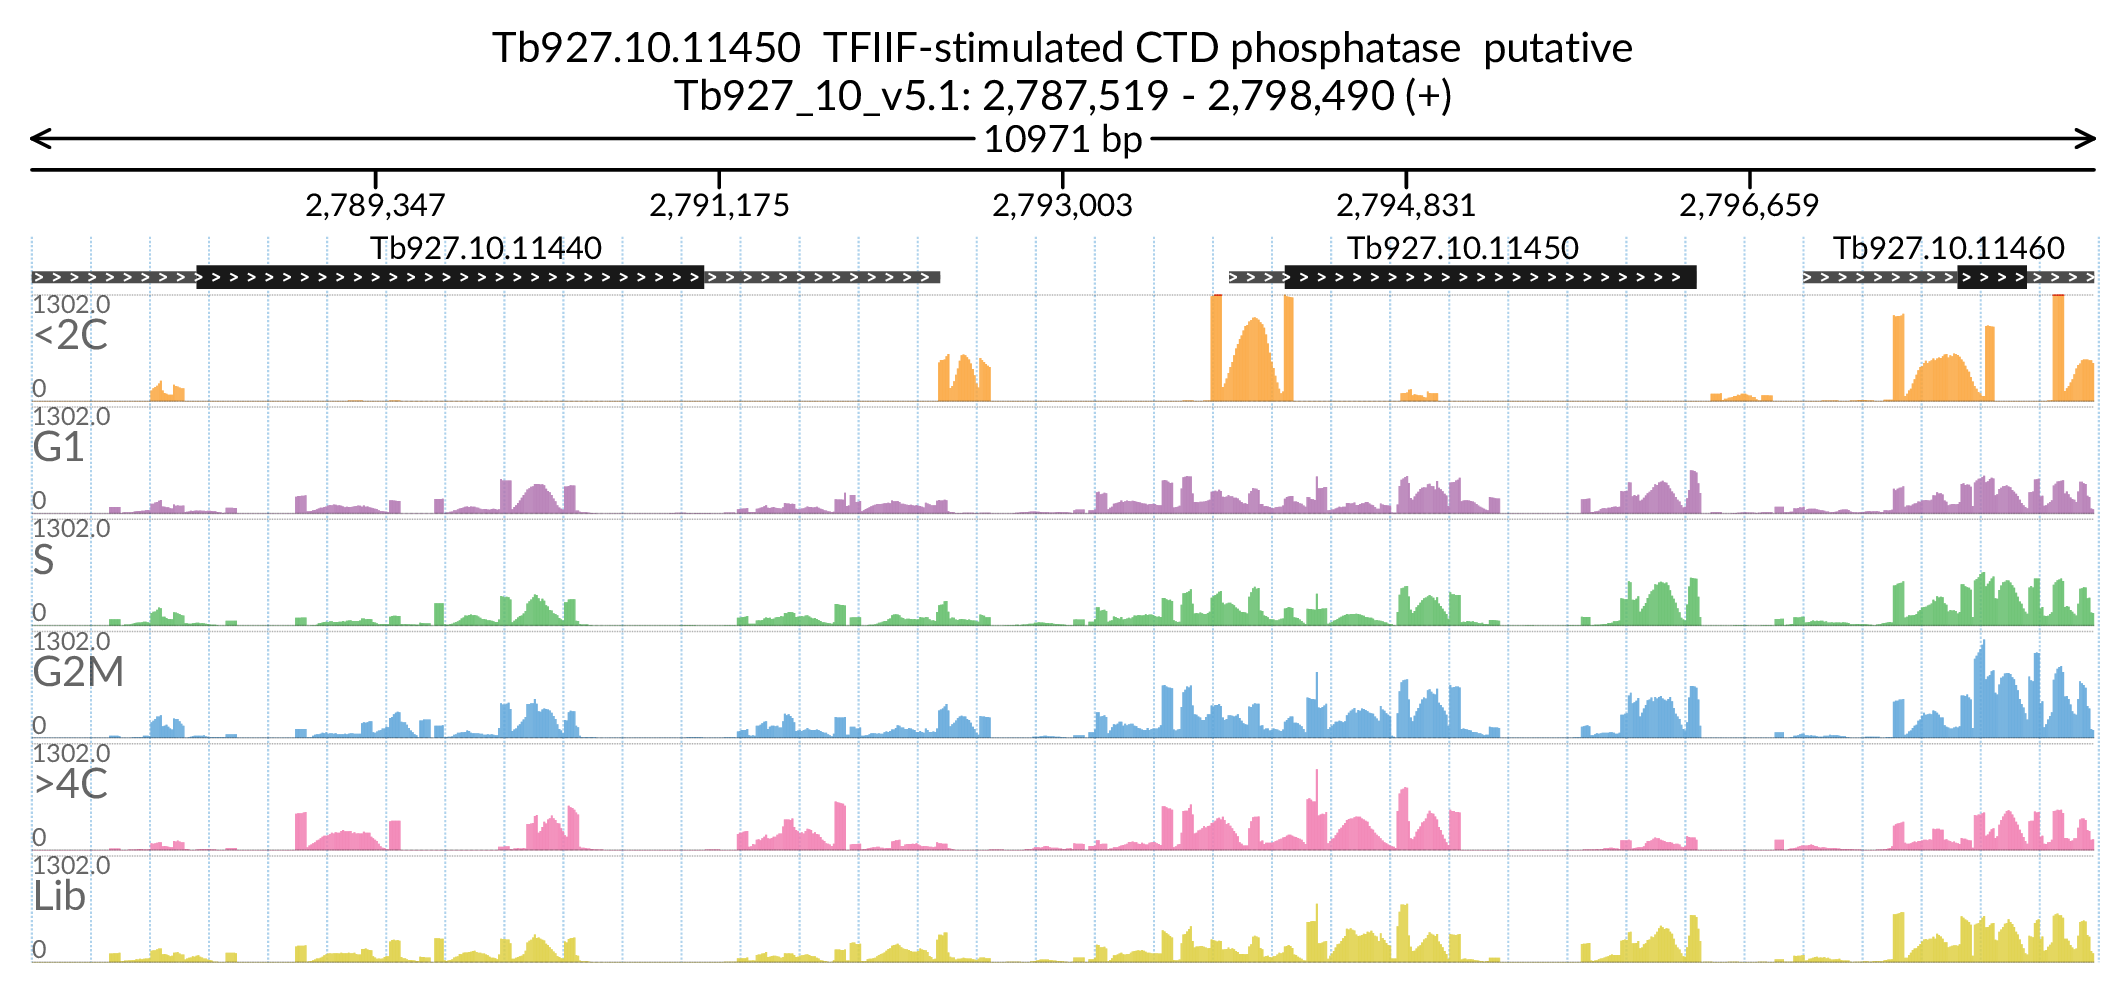 Tb927.10.11450 TFIIF-stimulated CTD phosphatase putative
Tb927_10_v5.1: 2,787,519 - 2,798,490 (+)
10971 bp
2,789,347 2,791,175 2,793,003 2,794,831 2,796,659
Tb927.10.11440 Tb927.10.11450 Tb927.10.11460
1302.0
<2C
0
1302.0
G1
0
1302.0
S
0
1302.0
G2M
0
1302.0
>4C
0
1302.0
Lib
0